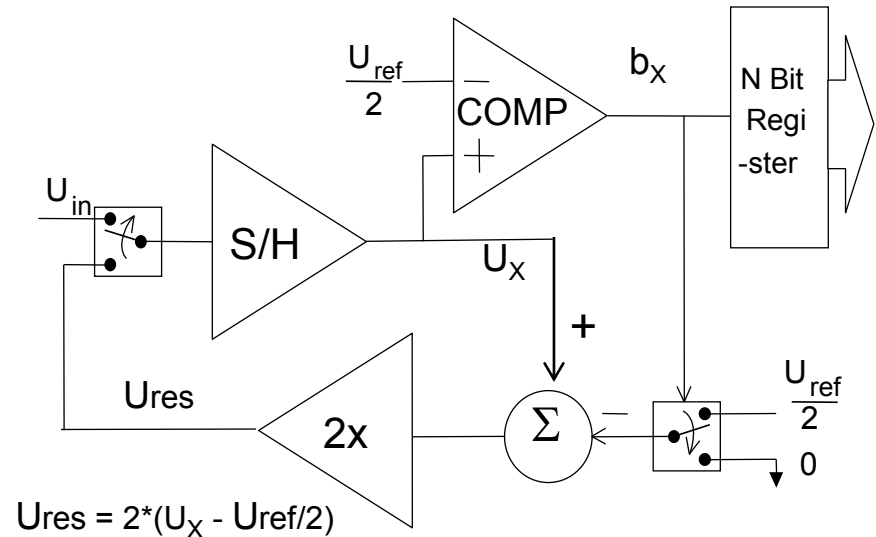 U_ref
2
−
COMP
+
b_X
N Bit
Regi
-ster
U_in
S/H
U_X
+
Ures
2x
Σ
−
U_ref
2
0
Ures = 2*(U_X - Uref/2)